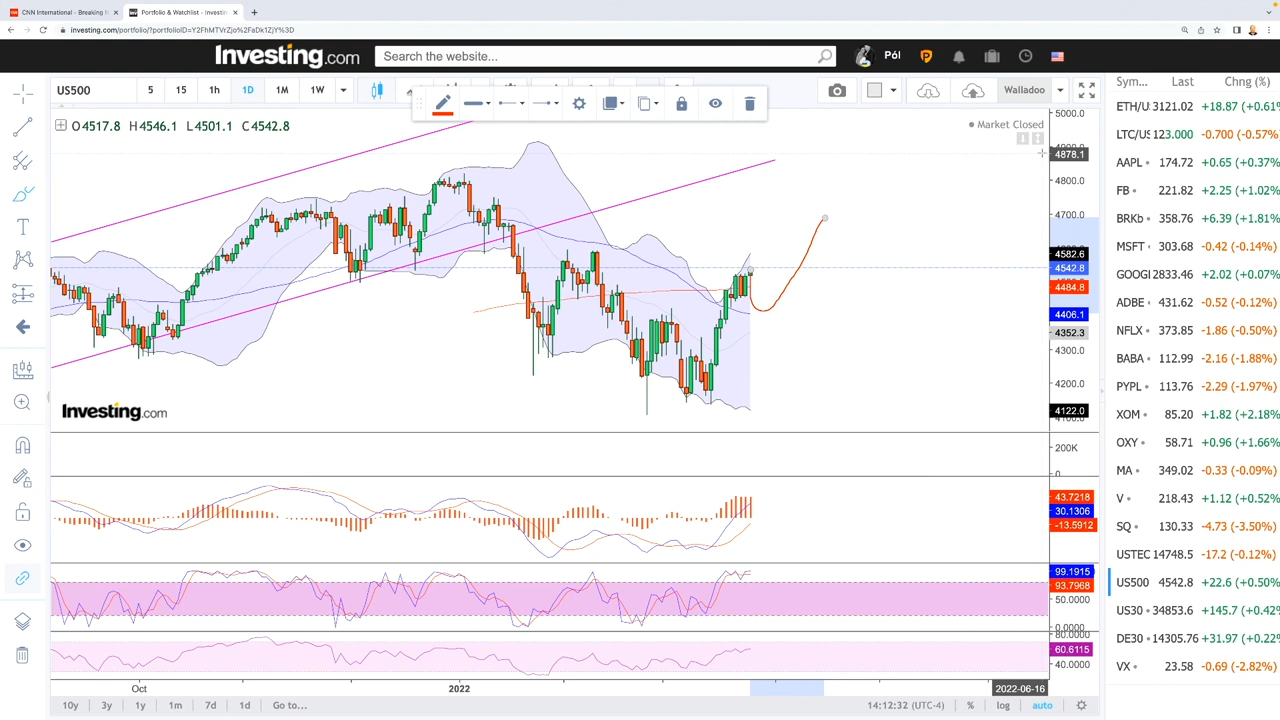 CNN International - Breaking N
Portfolio & Watchlist - Investin
investing.com/portfolio/?portfolioID=Y2FhMTVrZjo%2FaDk1ZjY%3D
Investing.com
Search the website...
Pól
US500
5
15
1h
1D
1M
1W
Walladoo
O4517.8 H4546.1 L4501.1 C4542.8
Market Closed
5000.0
4878.1
4800.0
4700.0
4582.6
4542.8
4484.8
4406.1
4352.3
4300.0
4200.0
4122.0
Investing.com
200K
0
43.7218
30.1306
-13.5912
99.1915
93.7968
50.0000
0.0000
80.0000
60.6115
40.0000
Oct
2022
2022-06-16
10y 3y 1y 1m 7d 1d Go to...
14:12:32 (UTC-4) % log auto
Sym... Last Chng (%)
ETH/U 3121.02 +18.87 (+0.61%
LTC/US 123.000 -0.700 (-0.57%
AAPL 174.72 +0.65 (+0.37%
FB 221.82 +2.25 (+1.02%
BRKb 358.76 +6.39 (+1.81%
MSFT 303.68 -0.42 (-0.14%
GOOGl 2833.46 +2.02 (+0.07%
ADBE 431.62 -0.52 (-0.12%
NFLX 373.85 -1.86 (-0.50%
BABA 112.99 -2.16 (-1.88%
PYPL 113.76 -2.29 (-1.97%
XOM 85.20 +1.82 (+2.18%
OXY 58.71 +0.96 (+1.66%
MA 349.02 -0.33 (-0.09%
V 218.43 +1.12 (+0.52%
SQ 130.33 -4.73 (-3.50%
USTEC 14748.5 -17.2 (-0.12%
US500 4542.8 +22.6 (+0.50%
US30 34853.6 +145.7 (+0.42%
DE30 14305.76 +31.97 (+0.22%
VX 23.58 -0.69 (-2.82%